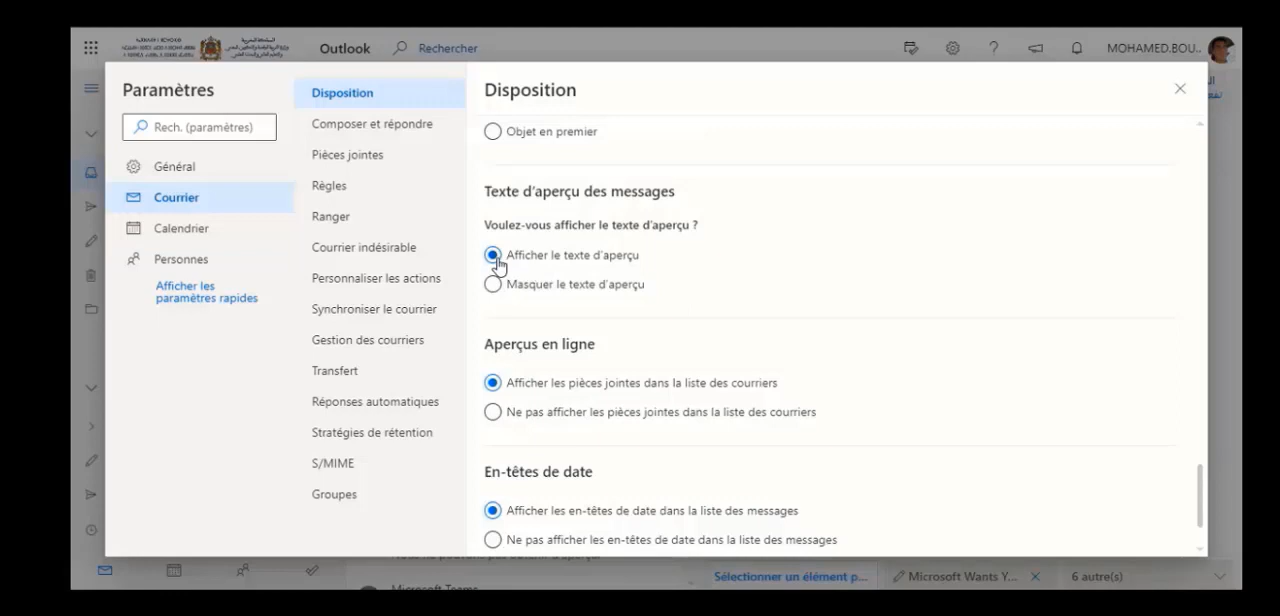 Outlook
Rechercher
MOHAMED.BOU..
Paramètres
Rech. (paramètres)
Général
Courrier
Calendrier
Personnes
Afficher les
paramètres rapides
Disposition
Composer et répondre
Pièces jointes
Règles
Ranger
Courrier indésirable
Personnaliser les actions
Synchroniser le courrier
Gestion des courriers
Transfert
Réponses automatiques
Stratégies de rétention
S/MIME
Groupes
Disposition
Objet en premier
Texte d'aperçu des messages
Voulez-vous afficher le texte d'aperçu ?
Afficher le texte d'aperçu
Masquer le texte d'aperçu
Aperçus en ligne
Afficher les pièces jointes dans la liste des courriers
Ne pas afficher les pièces jointes dans la liste des courriers
En-têtes de date
Afficher les en-têtes de date dans la liste des messages
Ne pas afficher les en-têtes de date dans la liste des messages
Microsoft Teams
Sélectionner un élément p...
Microsoft Wants Y...
6 autre(s)